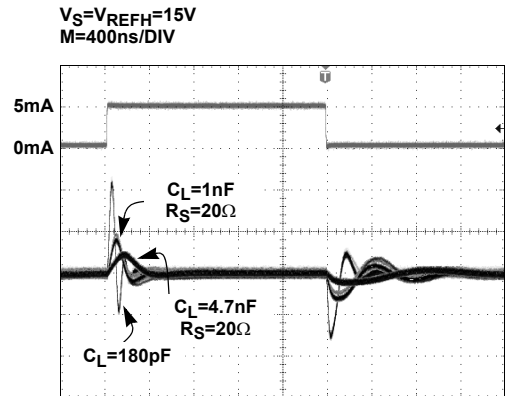 VS=VREFH=15V
M=400ns/DIV
T
5mA
0mA
CL=1nF
RS=20Ω
CL=4.7nF
RS=20Ω
CL=180pF